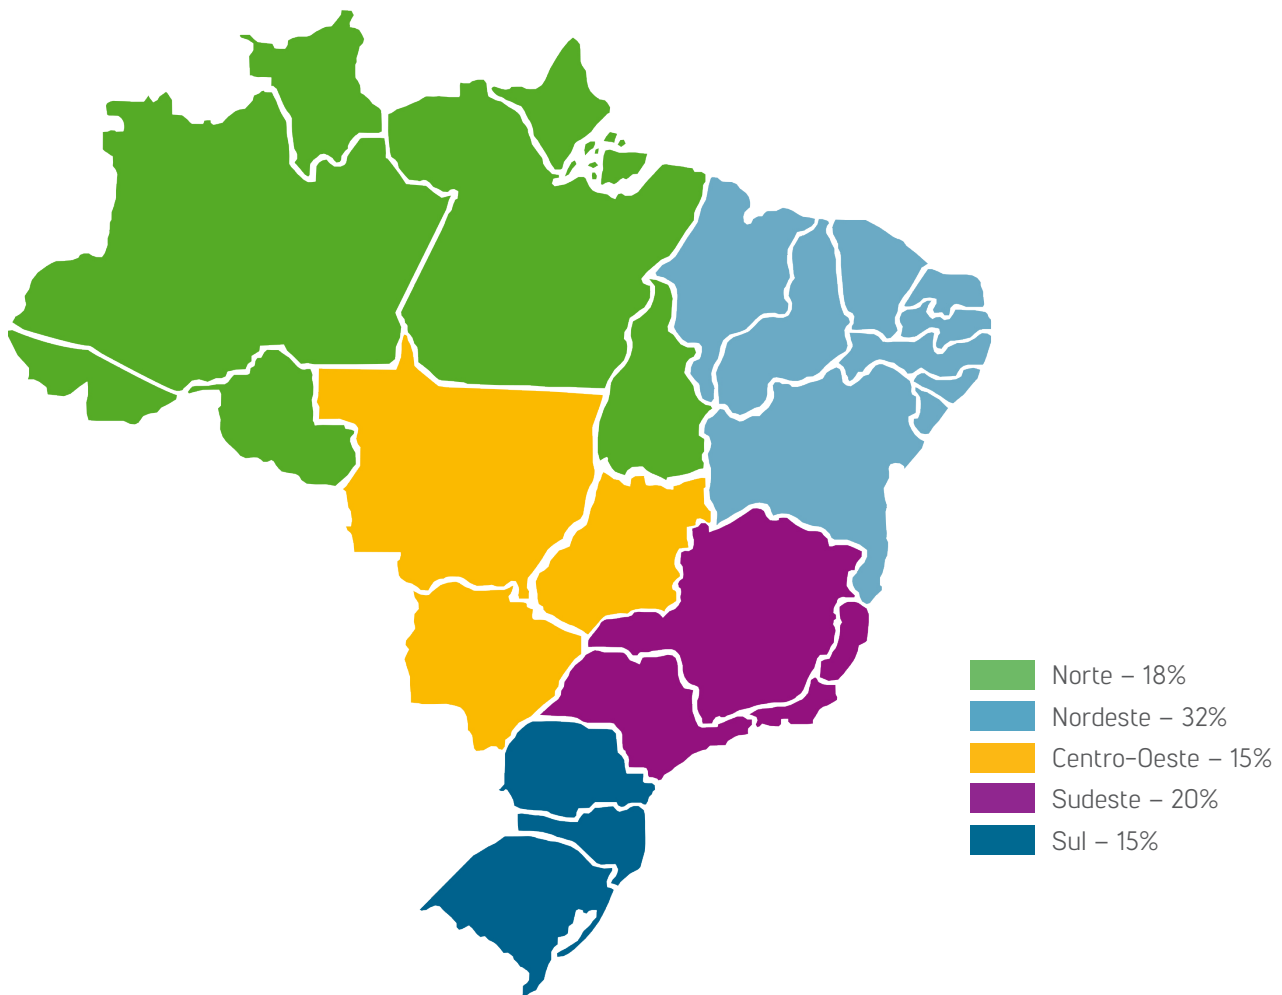 Norte – 18%
Nordeste – 32%
Centro-Oeste – 15%
Sudeste – 20%
Sul – 15%